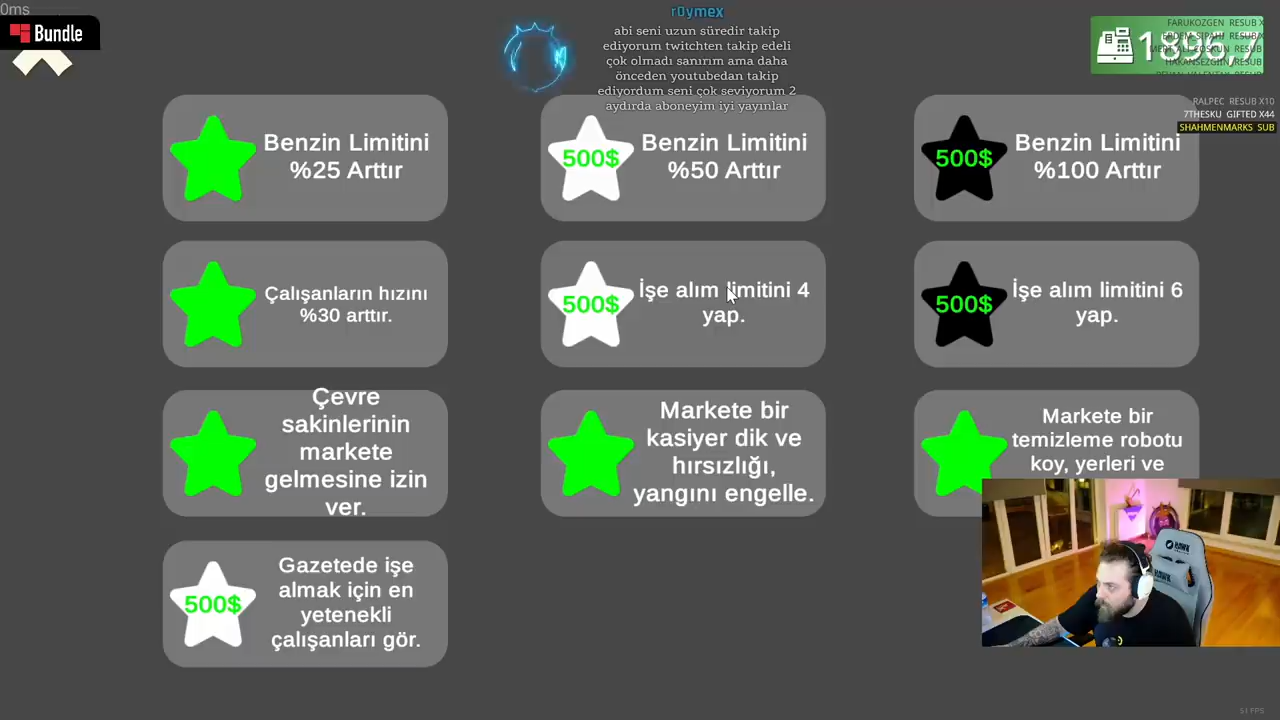 0ms
Bundle
r0ymex
abi seni uzun süredir takip
ediyorum twitchten takip edeli
çok olmadı sanırım ama daha
önceden youtubedan takip
ediyordum seni çok seviyorum 2
aydırda aboneyim iyi yayınlar
FARUKOZGEN RESUB X
RALPEC RESUB X10
7THESKU GIFTED X44
SHAHMENMARKS SUB
Benzin Limitini
%25 Arttır
500$
Benzin Limitini
%50 Arttır
500$
Benzin Limitini
%100 Arttır
Çalışanların hızını
%30 arttır.
500$
İşe alım limitini 4
yap.
500$
İşe alım limitini 6
yap.
Çevre
sakinlerinin
markete
gelmesine izin
ver.
Markete bir
kasiyer dik ve
hırsızlığı,
yangını engelle.
Markete bir
temizleme robotu
koy, yerleri ve
500$
Gazetede işe
almak için en
yetenekli
çalışanları gör.
51 FPS